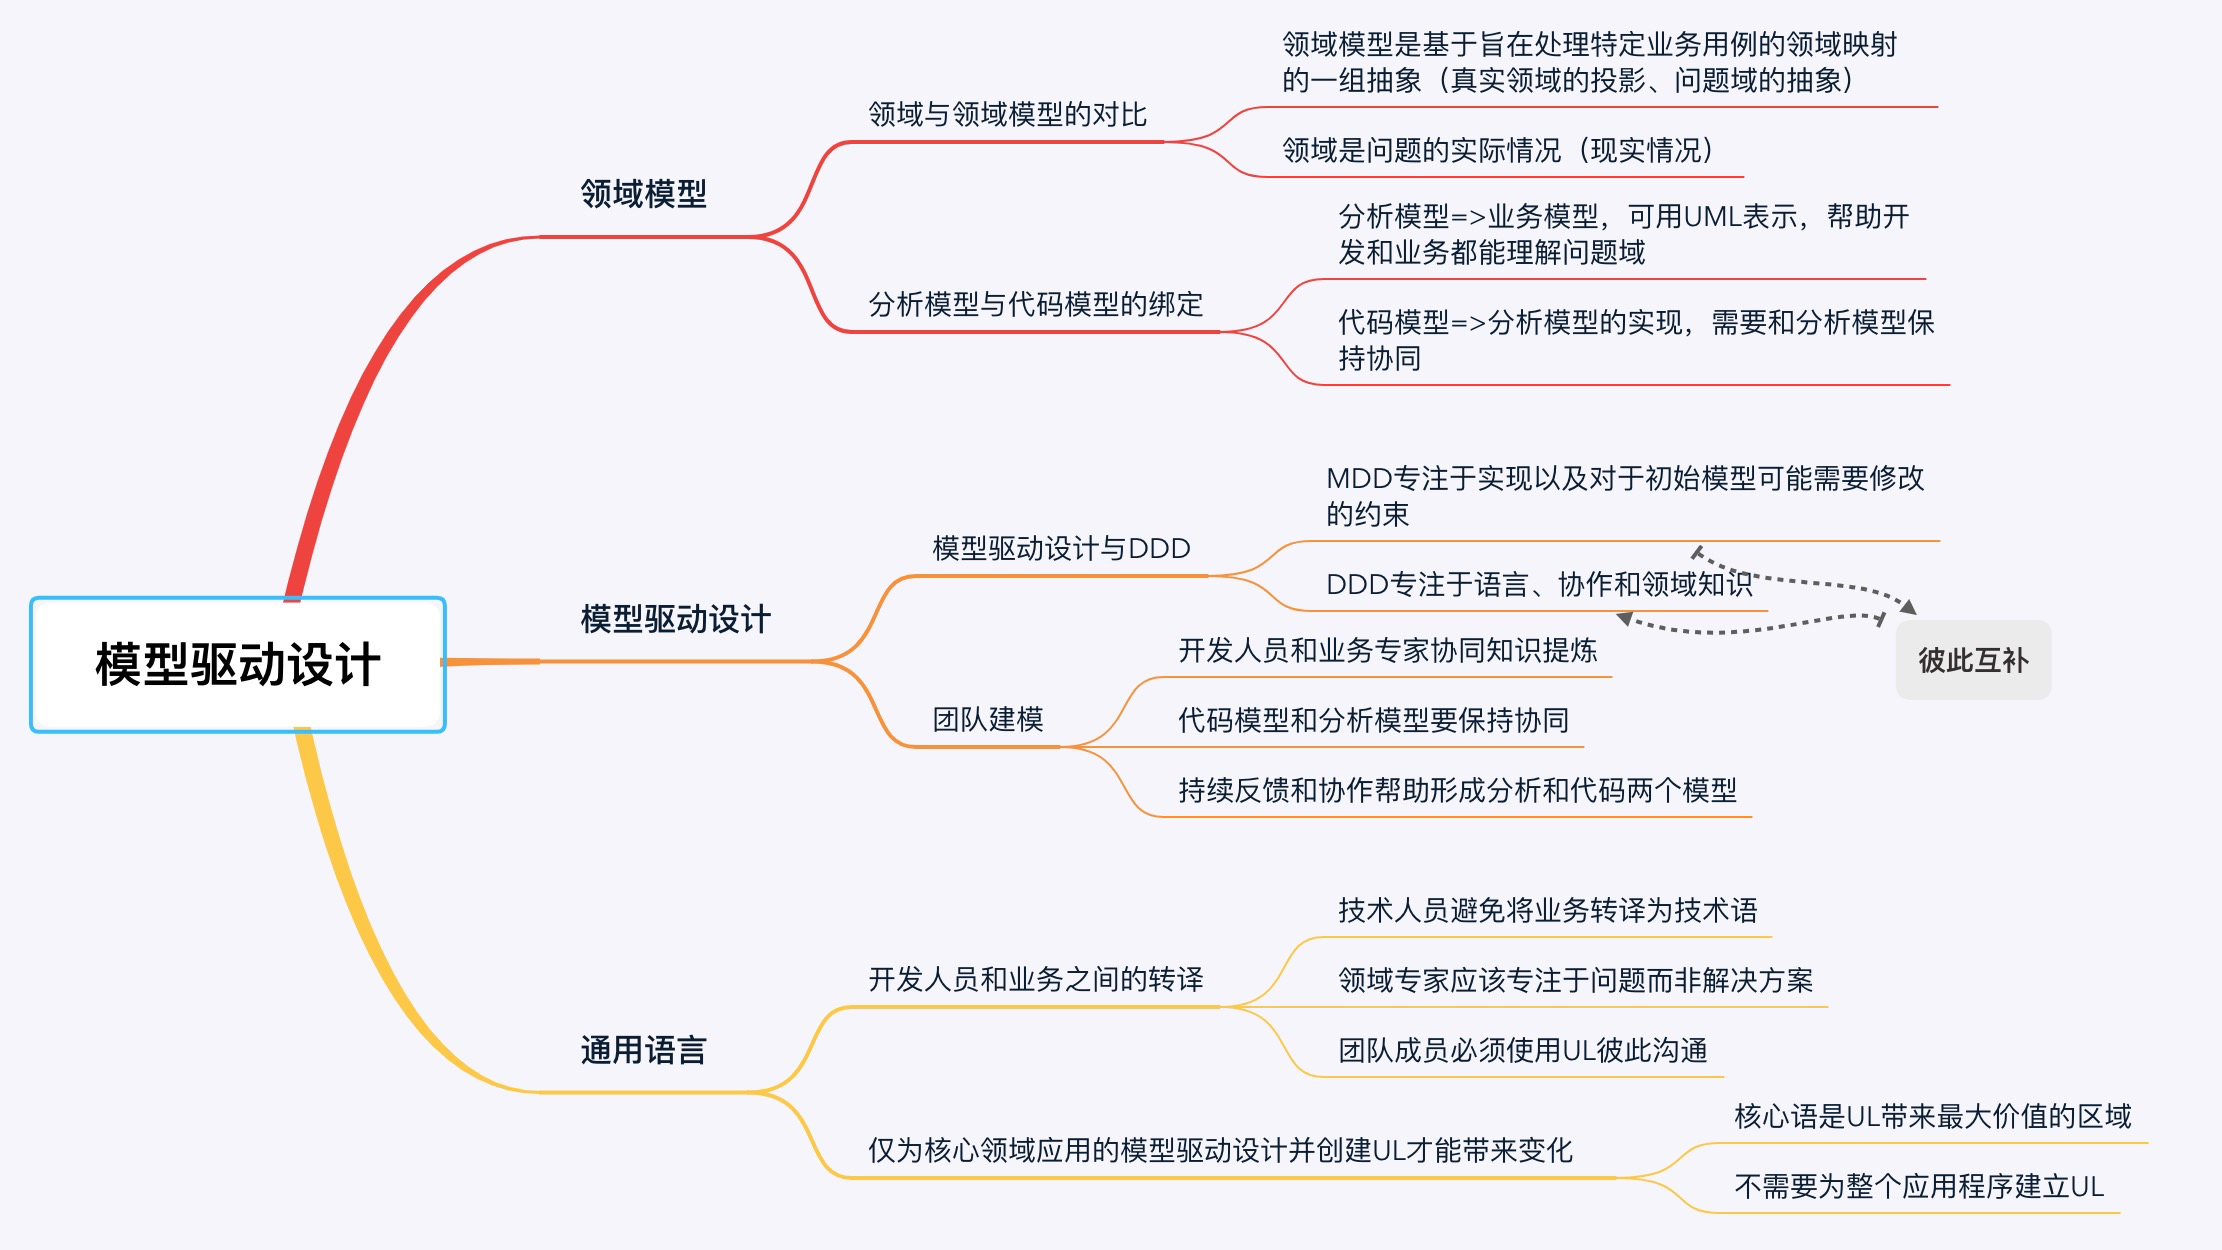 模型驱动设计
领域模型
领域与领域模型的对比
领域模型是基于旨在处理特定业务用例的领域映射
的一组抽象（真实领域的投影、问题域的抽象）
领域是问题的实际情况（现实情况）
分析模型与代码模型的绑定
分析模型=>业务模型，可用UML表示，帮助开
发和业务都能理解问题域
代码模型=>分析模型的实现，需要和分析模型保
持协同
模型驱动设计
模型驱动设计与DDD
MDD专注于实现以及对于初始模型可能需要修改
的约束
DDD专注于语言、协作和领域知识
彼此互补
团队建模
开发人员和业务专家协同知识提炼
代码模型和分析模型要保持协同
持续反馈和协作帮助形成分析和代码两个模型
通用语言
开发人员和业务之间的转译
技术人员避免将业务转译为技术语
领域专家应该专注于问题而非解决方案
团队成员必须使用UL彼此沟通
仅为核心领域应用的模型驱动设计并创建UL才能带来变化
核心语是UL带来最大价值的区域
不需要为整个应用程序建立UL